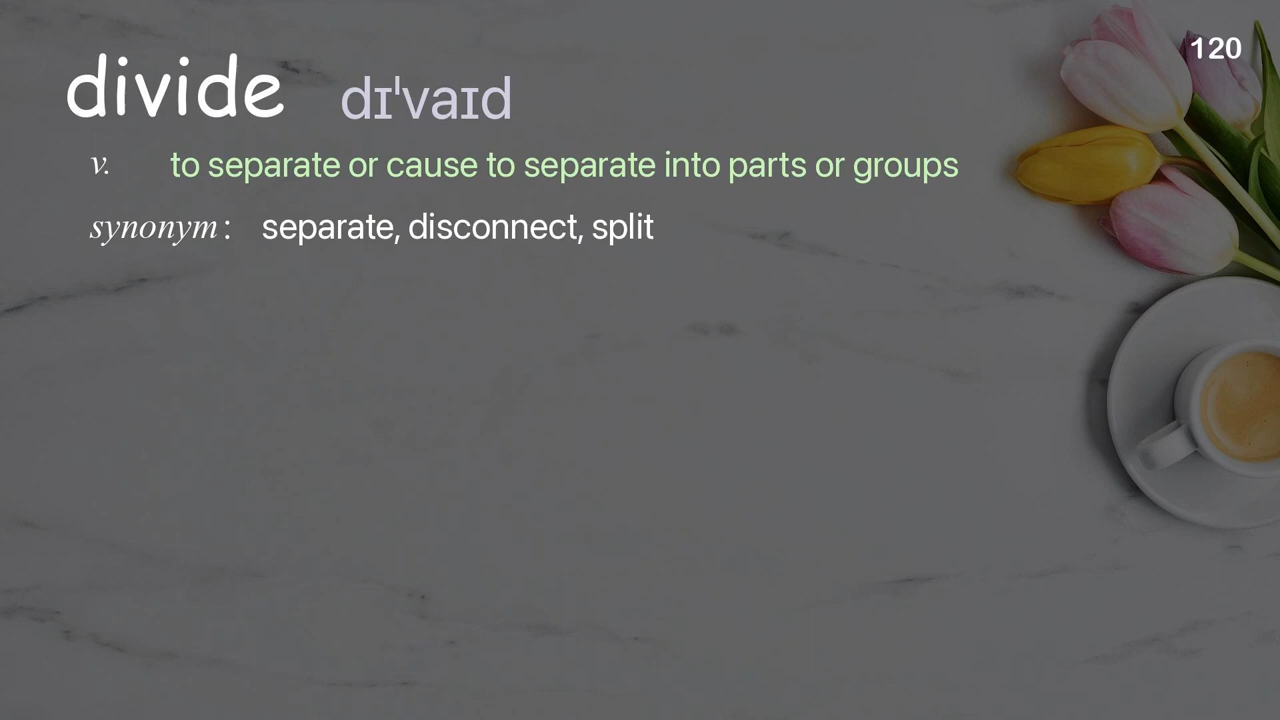 120
divide dɪˈvaɪd
v. to separate or cause to separate into parts or groups
synonym : separate, disconnect, split